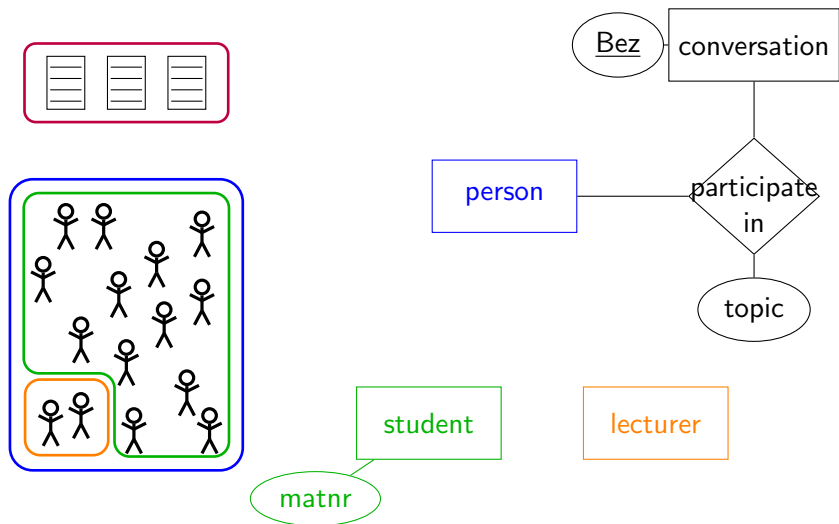 Bez
conversation
person
participate
in
topic
student
lecturer
matnr